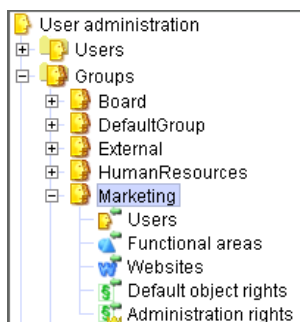 User administration
Users
Groups
Board
DefaultGroup
External
HumanResources
Marketing
Users
Functional areas
Websites
Default object rights
Administration rights